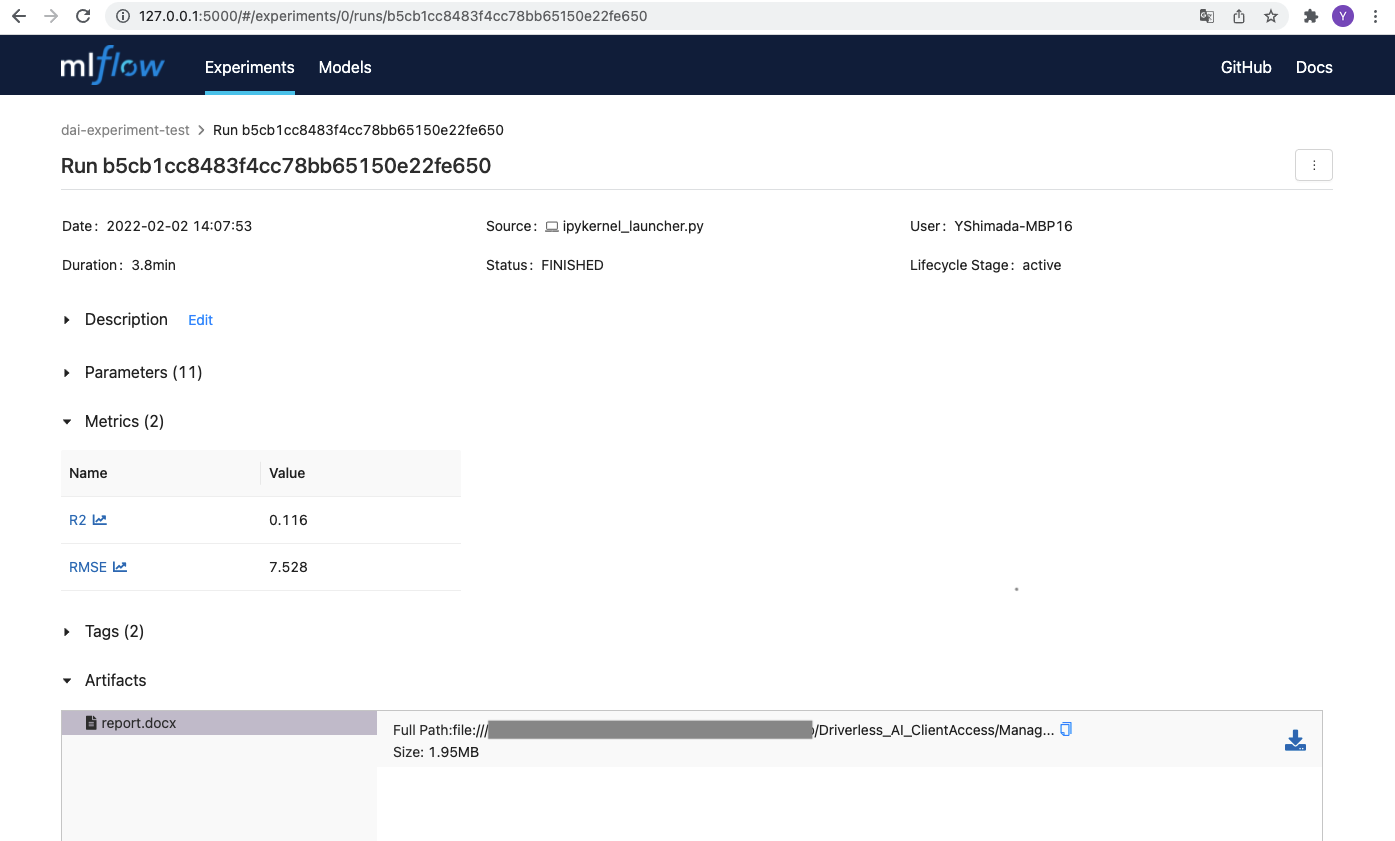 127.0.0.1:5000/#/experiments/0/runs/b5cb1cc8483f4cc78bb65150e22fe650
Y
mlflow Experiments Models GitHub Docs
dai-experiment-test > Run b5cb1cc8483f4cc78bb65150e22fe650
Run b5cb1cc8483f4cc78bb65150e22fe650
Date: 2022-02-02 14:07:53 Source: ipykernel_launcher.py User: YShimada-MBP16
Duration: 3.8min Status: FINISHED Lifecycle Stage: active
Description Edit
Parameters (11)
Metrics (2)
Name Value
R2 0.116
RMSE 7.528
Tags (2)
Artifacts
report.docx
Full Path:file:///
/Driverless_AI_ClientAccess/Manag...
Size: 1.95MB